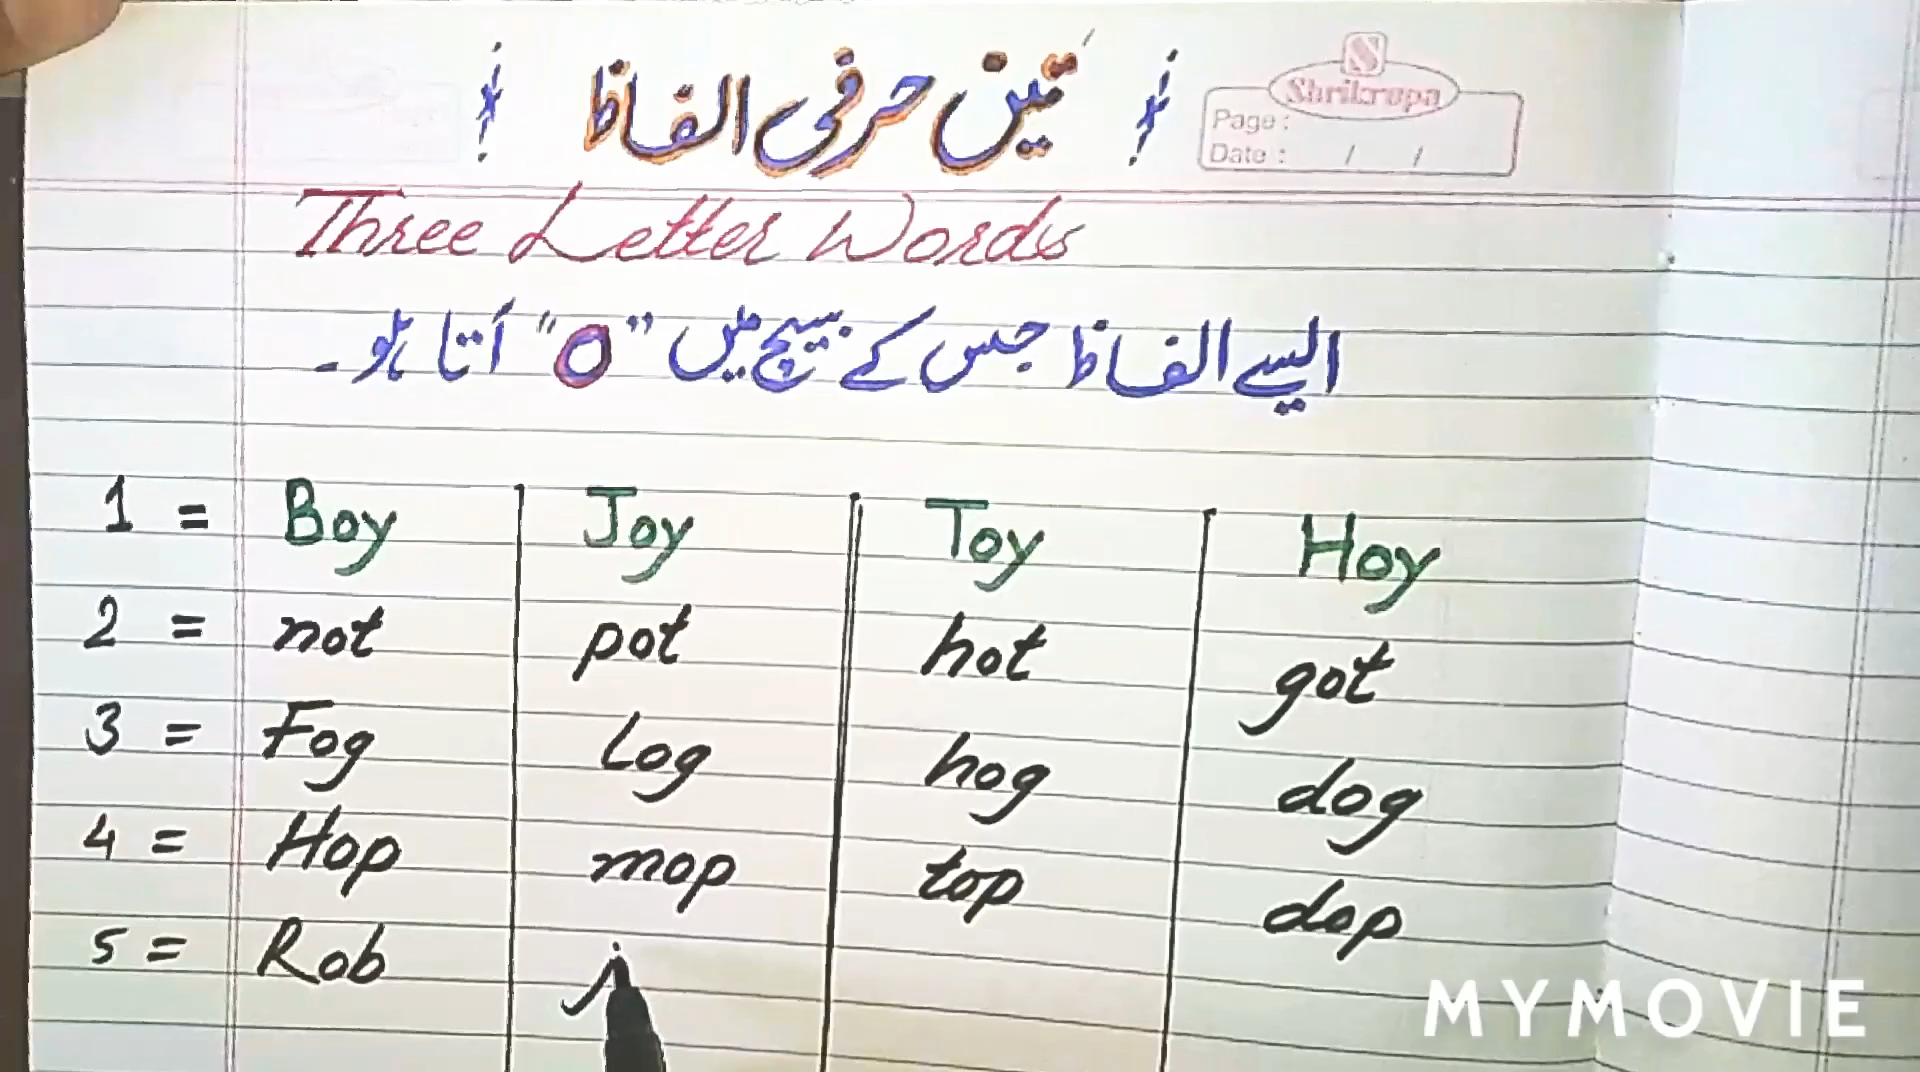 تین حرفی الفاظ
Shrikrupa
Page :
Date : / /
Three Letter Words
ایسے الفاظ جس کے بیچ میں "O" آتا ہو۔
1 = Boy Joy Toy Hoy
2 = not pot hot got
3 = Fog Log hog dog
4 = Hop mop top dop
5 = Rob j
MYMOVIE